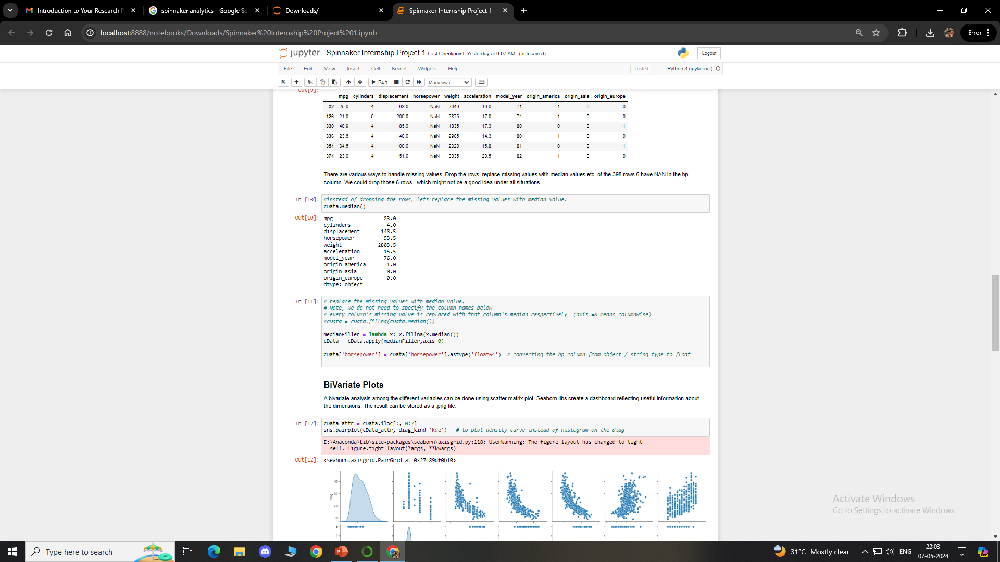 Introduction to Your Research P
spinnaker analytics - Google Se
Downloads/
Spinnaker Internship Project 1 -
localhost:8888/notebooks/Downloads/Spinnaker%20Internship%20Project%201.ipynb
Error
jupyter Spinnaker Internship Project 1 Last Checkpoint: Yesterday at 9:07 AM (autosaved)
Logout
File Edit View Insert Cell Kernel Widgets Help
Trusted
Python 3 (ipykernel)
Run
Markdown
Out[9]:
mpg cylinders displacement horsepower weight acceleration model_year origin_america origin_asia origin_europe
32 25.0 4 98.0 NaN 2046 19.0 71 1 0 0
126 21.0 6 200.0 NaN 2875 17.0 74 1 0 0
330 40.9 4 85.0 NaN 1835 17.3 80 0 0 1
336 23.6 4 140.0 NaN 2905 14.3 80 1 0 0
354 34.5 4 100.0 NaN 2320 15.8 81 0 0 1
374 23.0 4 151.0 NaN 3035 20.5 82 1 0 0
There are various ways to handle missing values. Drop the rows, replace missing values with median values etc. of the 398 rows 6 have NAN in the hp
column. We could drop those 6 rows - which might not be a good idea under all situations
In [10]: #instead of dropping the rows, lets replace the missing values with median value.
cData.median()
Out[10]: mpg 23.0
cylinders 4.0
displacement 148.5
horsepower 93.5
weight 2803.5
acceleration 15.5
model_year 76.0
origin_america 1.0
origin_asia 0.0
origin_europe 0.0
dtype: object
In [11]: # replace the missing values with median value.
# Note, we do not need to specify the column names below
# every column's missing value is replaced with that column's median respectively (axis =0 means columnwise)
#cData = cData.fillna(cData.median())
medianFiller = lambda x: x.fillna(x.median())
cData = cData.apply(medianFiller,axis=0)
cData['horsepower'] = cData['horsepower'].astype('float64') # converting the hp column from object / string type to float
BiVariate Plots
A bivariate analysis among the different variables can be done using scatter matrix plot. Seaborn libs create a dashboard reflecting useful information about
the dimensions. The result can be stored as a .png file.
In [12]: cData_attr = cData.iloc[:, 0:7]
sns.pairplot(cData_attr, diag_kind='kde') # to plot density curve instead of histogram on the diag
E:\Anaconda\Lib\site-packages\seaborn\axisgrid.py:118: UserWarning: The figure layout has changed to tight
self._figure.tight_layout(*args, **kwargs)
Out[12]: <seaborn.axisgrid.PairGrid at 0x27c89df0b10>
40
30
mpg
20
10
8
7
Activate Windows
Go to Settings to activate Windows.
Type here to search
31°C Mostly clear
ENG
22:03
07-05-2024